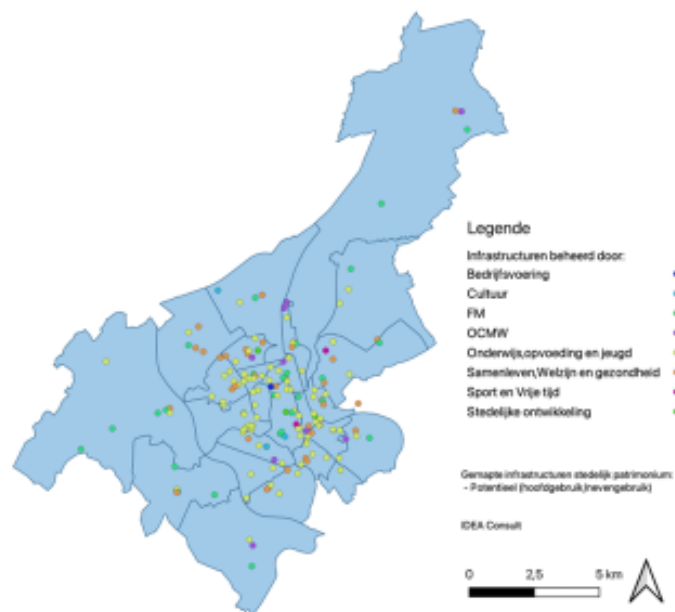 Legende
Infrastructuren beheerd door:
Bedrijfsvoering
Cultuur
FM
OCMW
Onderwijs,opvoeding en jeugd
Samenleven,Welzijn en gezondheid
Sport en Vrije tijd
Stedelijke ontwikkeling
Gemapte infrastructuren stedelijk patrimonium:
- Potentieel (hoofdgebruik/nevengebruik)
IDEA Consult
0 2,5 5 km